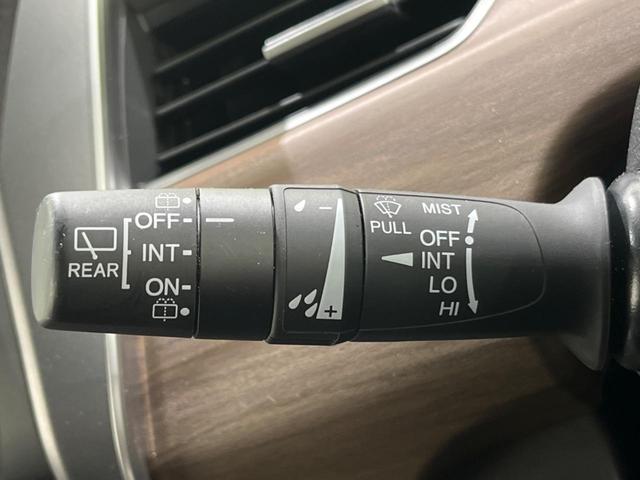 REAR
OFF
INT
ON
−
+
PULL
MIST
OFF
INT
LO
HI